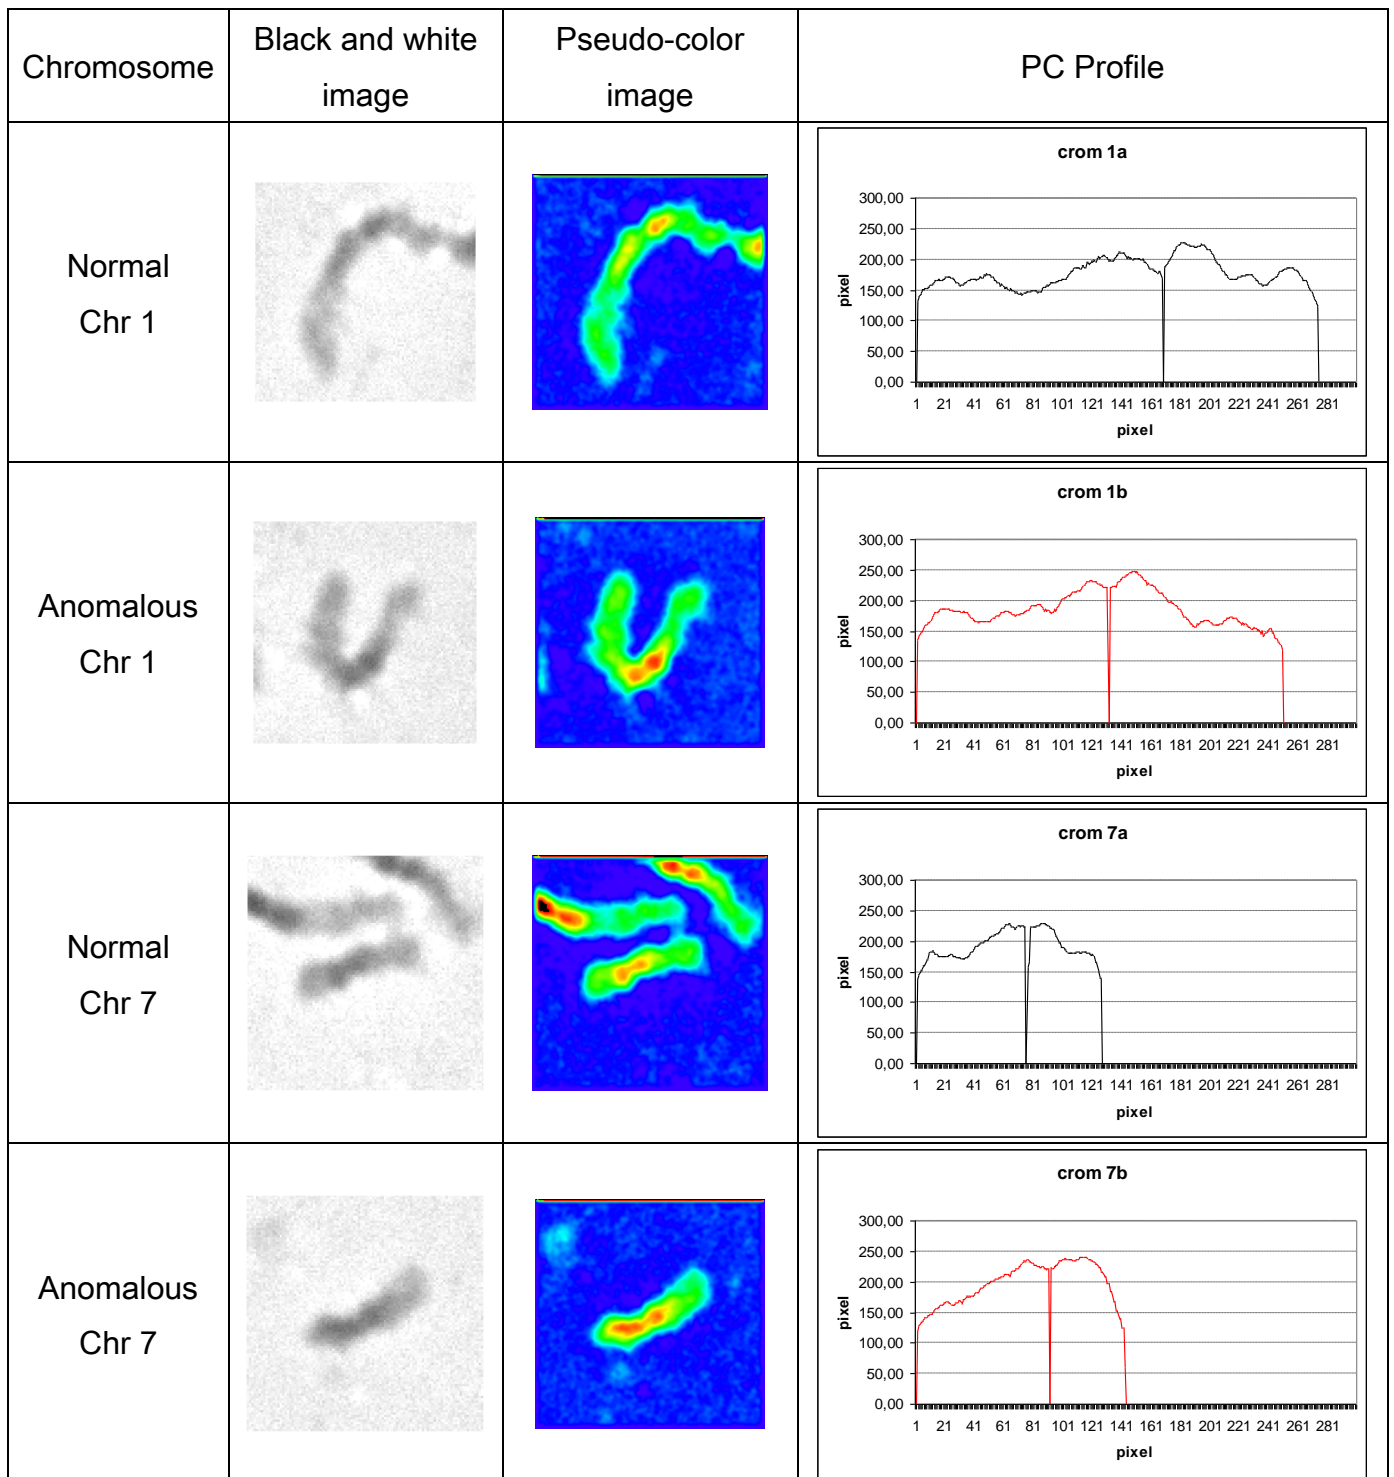 Chromosome
Black and white
image
Pseudo-color
image
PC Profile
Normal
Chr 1
crom 1a
300,00
250,00
200,00
150,00
100,00
50,00
0,00
pixel
1 21 41 61 81 101 121 141 161 181 201 221 241 261 281
pixel
Anomalous
Chr 1
crom 1b
300,00
250,00
200,00
150,00
100,00
50,00
0,00
pixel
1 21 41 61 81 101 121 141 161 181 201 221 241 261 281
pixel
Normal
Chr 7
crom 7a
300,00
250,00
200,00
150,00
100,00
50,00
0,00
pixel
1 21 41 61 81 101 121 141 161 181 201 221 241 261 281
pixel
Anomalous
Chr 7
crom 7b
300,00
250,00
200,00
150,00
100,00
50,00
0,00
pixel
1 21 41 61 81 101 121 141 161 181 201 221 241 261 281
pixel